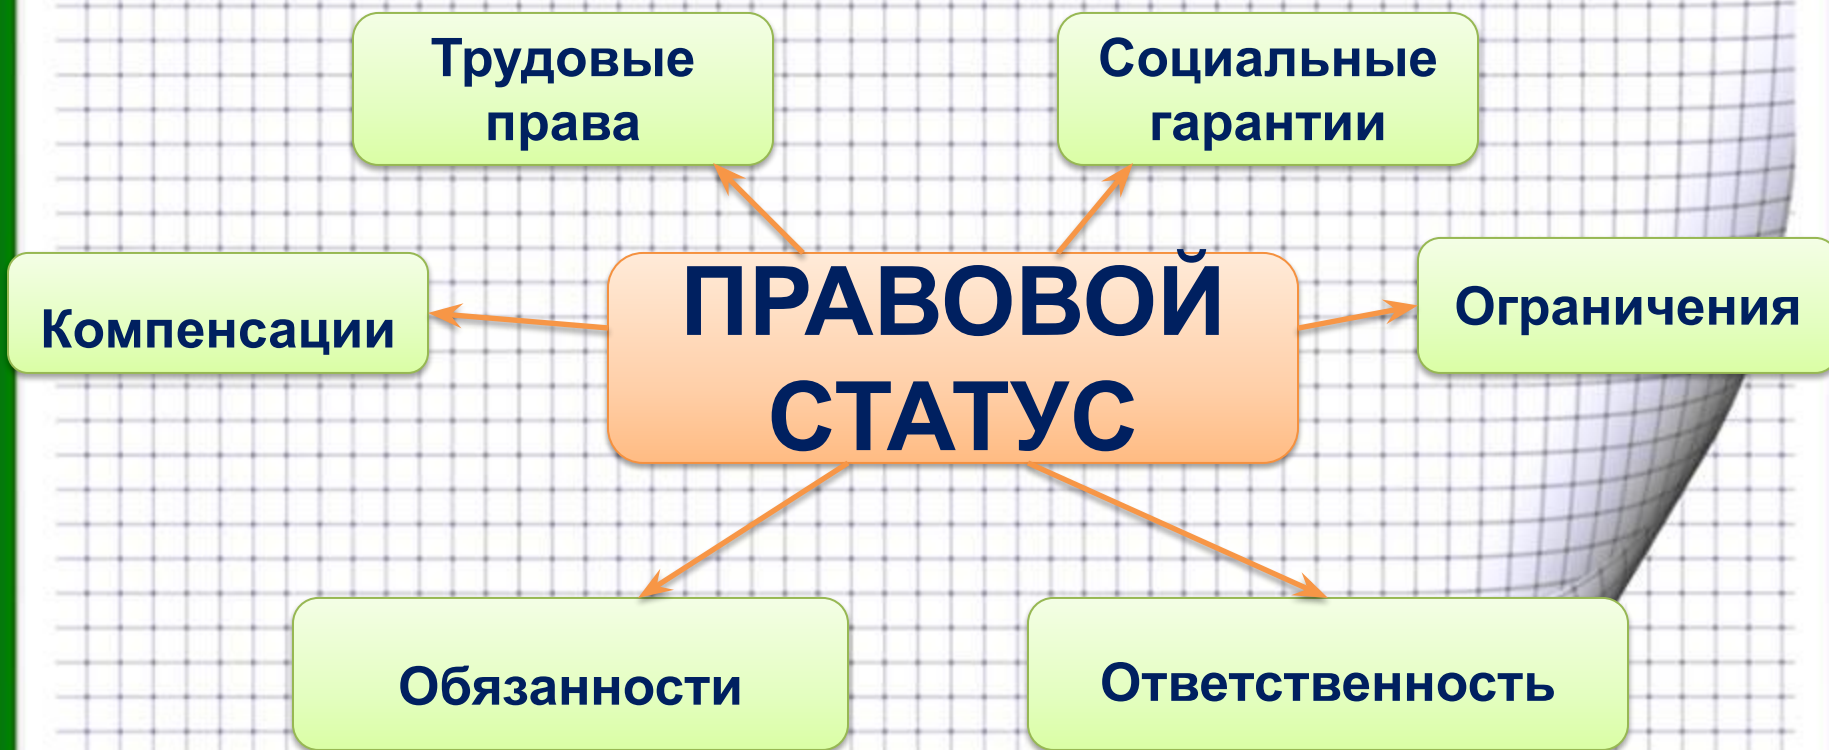 Трудовые
права
Социальные
гарантии
Компенсации
ПРАВОВОЙ
СТАТУС
Ограничения
Обязанности
Ответственность